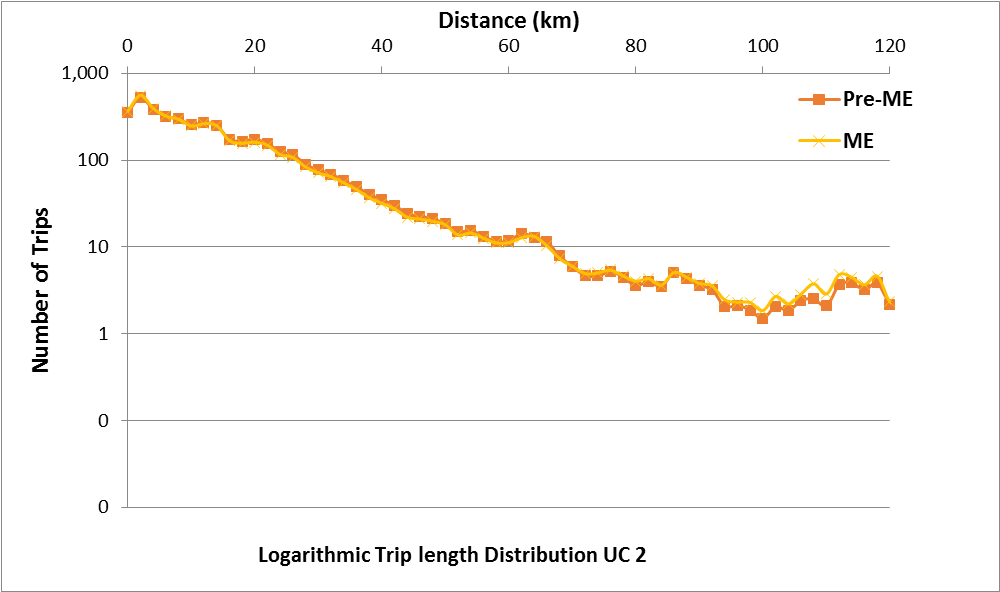 Distance (km)
0 20 40 60 80 100 120
1,000
100
10
1
0
0
Number of Trips
Pre-ME
ME
Logarithmic Trip length Distribution UC 2